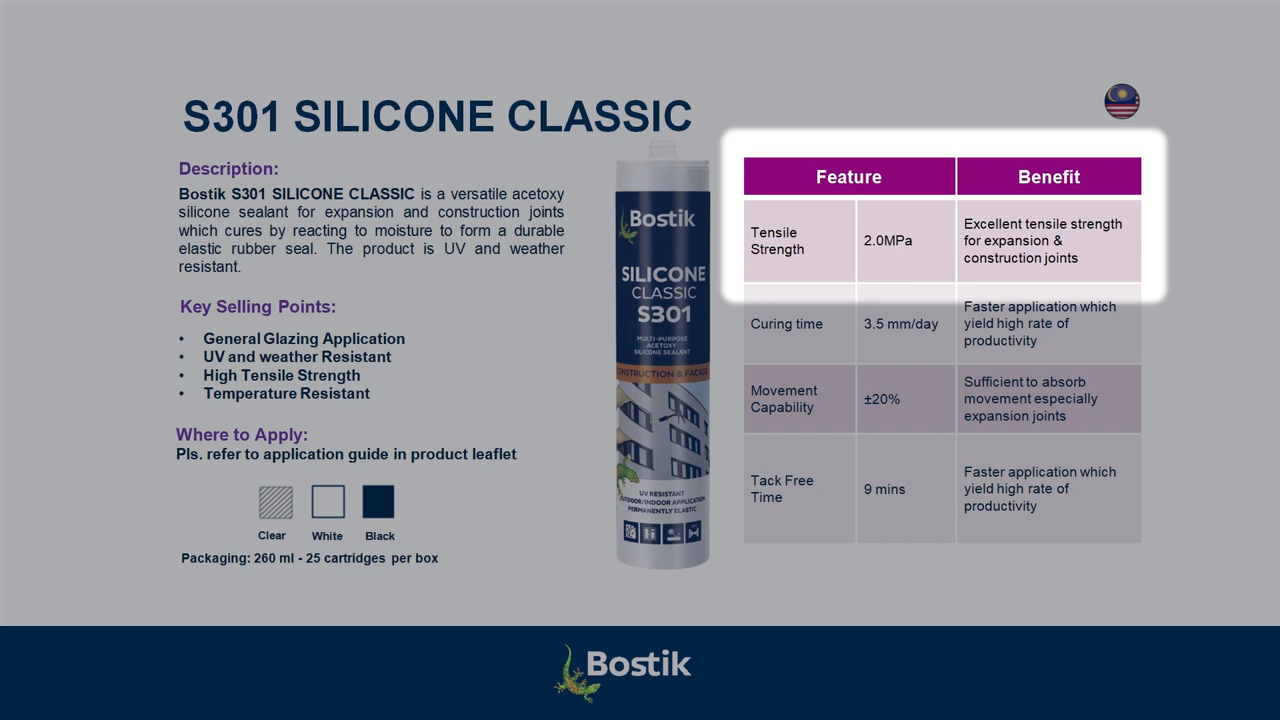 S301 SILICONE CLASSIC
Description:
Bostik S301 SILICONE CLASSIC is a versatile acetoxy
silicone sealant for expansion and construction joints
which cures by reacting to moisture to form a durable
elastic rubber seal. The product is UV and weather
resistant.
Key Selling Points:
• General Glazing Application
• UV and weather Resistant
• High Tensile Strength
• Temperature Resistant
Where to Apply:
Pls. refer to application guide in product leaflet
Clear White Black
Packaging: 260 ml - 25 cartridges per box
Bostik
SILICONE
CLASSIC
S301
MULTI-PURPOSE
ACETOXY
SILICONE SEALANT
CONSTRUCTION & FACADE
UV RESISTANT
OUTDOOR/INDOOR APPLICATION
PERMANENTLY ELASTIC
Feature Benefit
Tensile
Strength
2.0MPa
Excellent tensile strength
for expansion &
construction joints
Curing time
3.5 mm/day
Faster application which
yield high rate of
productivity
Movement
Capability
±20%
Sufficient to absorb
movement especially
expansion joints
Tack Free
Time
9 mins
Faster application which
yield high rate of
productivity
Bostik